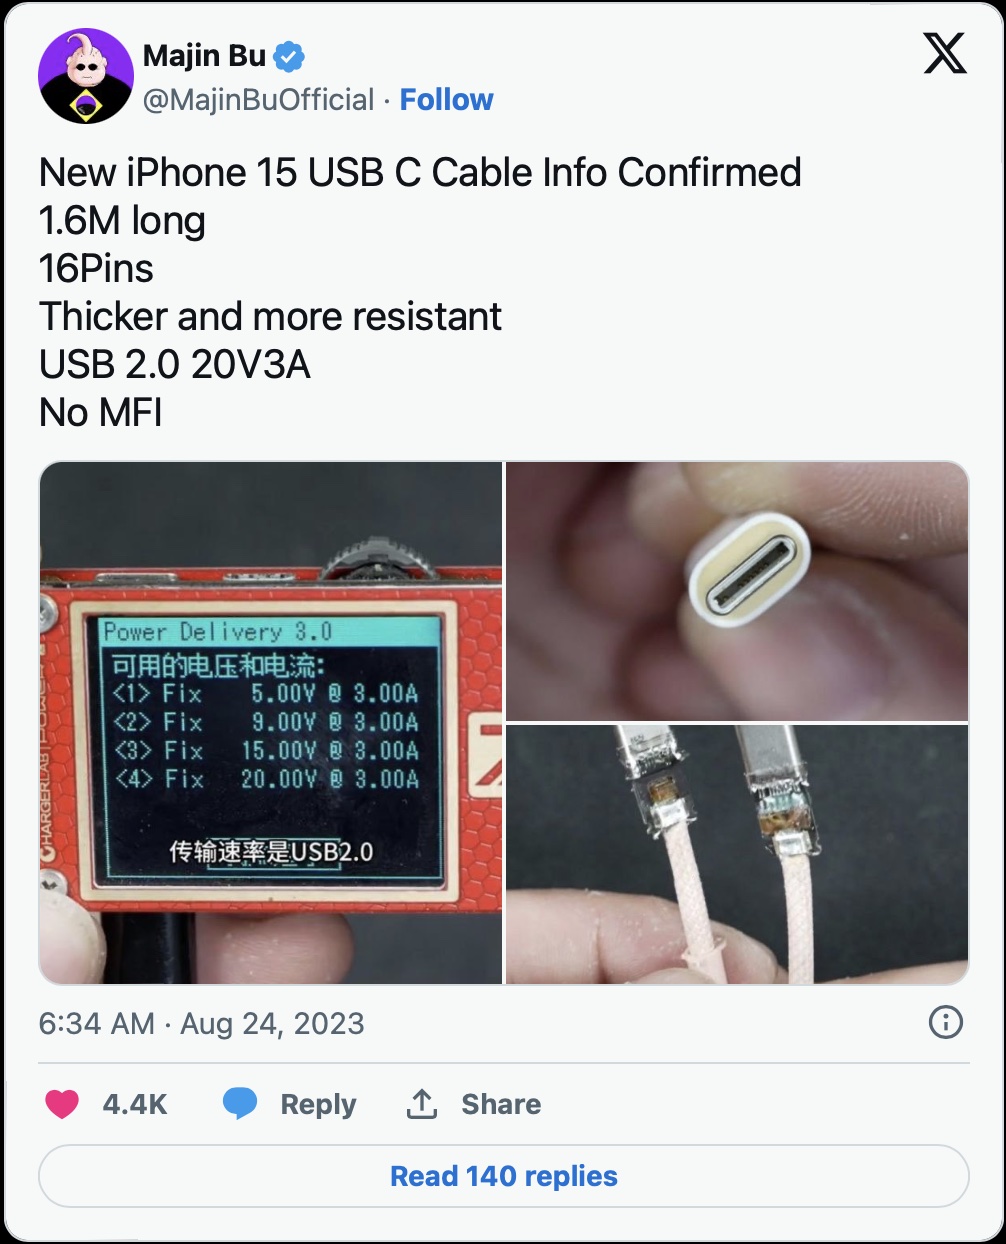 Majin Bu
@MajinBuOfficial · Follow
New iPhone 15 USB C Cable Info Confirmed
1.6M long
16Pins
Thicker and more resistant
USB 2.0 20V3A
No MFI
Power Delivery 3.0
可用的电压和电流:
<1> Fix 5.00V @ 3.00A
<2> Fix 9.00V @ 3.00A
<3> Fix 15.00V @ 3.00A
<4> Fix 20.00V @ 3.00A
传输速率是USB2.0
CHARGERLAB | POWER
6:34 AM · Aug 24, 2023
4.4K Reply Share
Read 140 replies